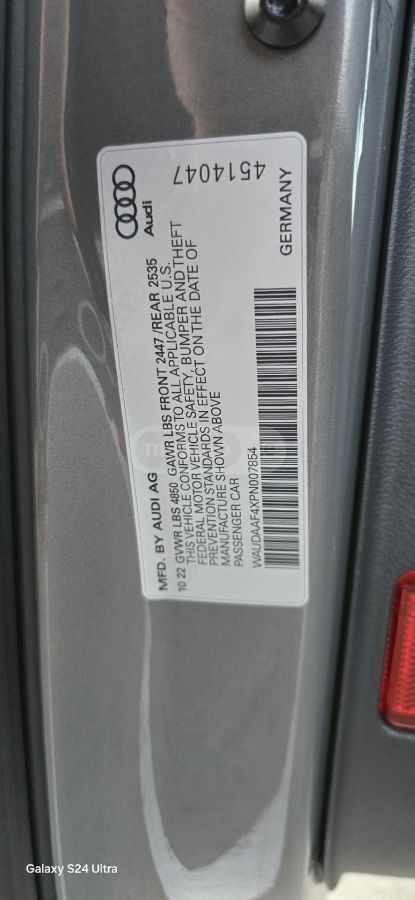 Audi
4514047
MFD. BY AUDI AG
10 22 GVWR LBS 4850 GAWR LBS FRONT 2447 /REAR 2535
THIS VEHICLE CONFORMS TO ALL APPLICABLE U.S.
FEDERAL MOTOR VEHICLE SAFETY, BUMPER AND THEFT
PREVENTION STANDARDS IN EFFECT ON THE DATE OF
MANUFACTURE SHOWN ABOVE
PASSENGER CAR
WAUDAAF4XPN007854
GERMANY
Galaxy S24 Ultra